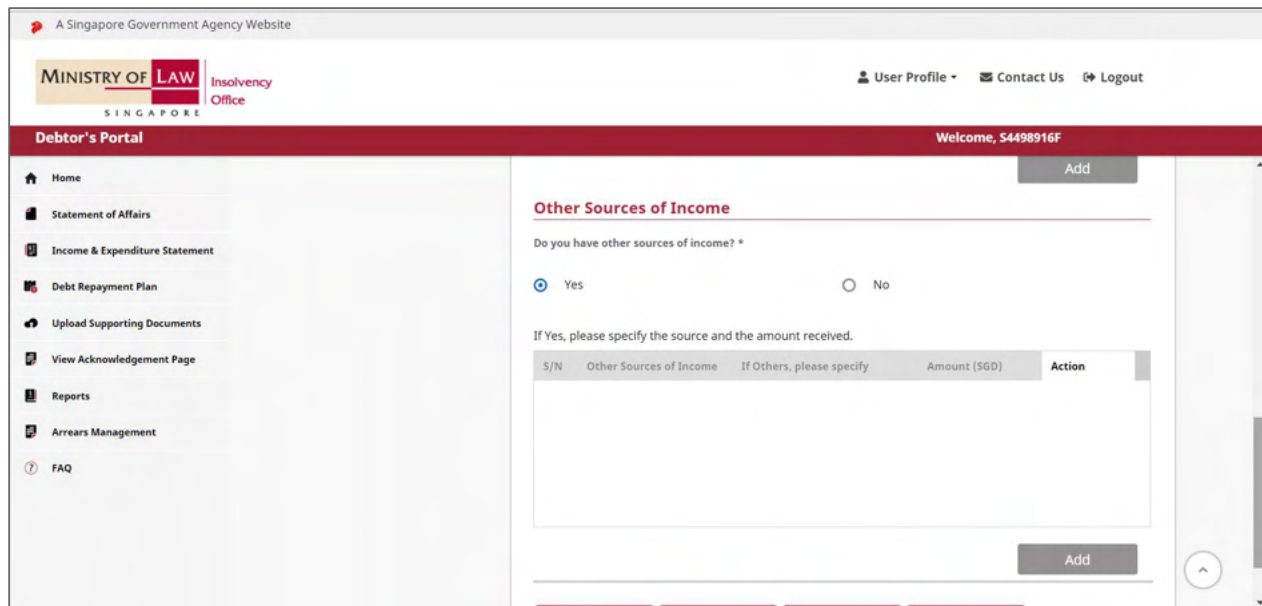 A Singapore Government Agency Website
MINISTRY OF LAW
SINGAPORE
Insolvency
Office
User Profile
Contact Us
Logout
Debtor's Portal
Welcome, S4498916F
Home
Statement of Affairs
Income & Expenditure Statement
Debt Repayment Plan
Upload Supporting Documents
View Acknowledgement Page
Reports
Arrears Management
? FAQ
Add
Other Sources of Income
Do you have other sources of income? *
Yes
No
If Yes, please specify the source and the amount received.
S/N Other Sources of Income If Others, please specify Amount (SGD) Action
Add